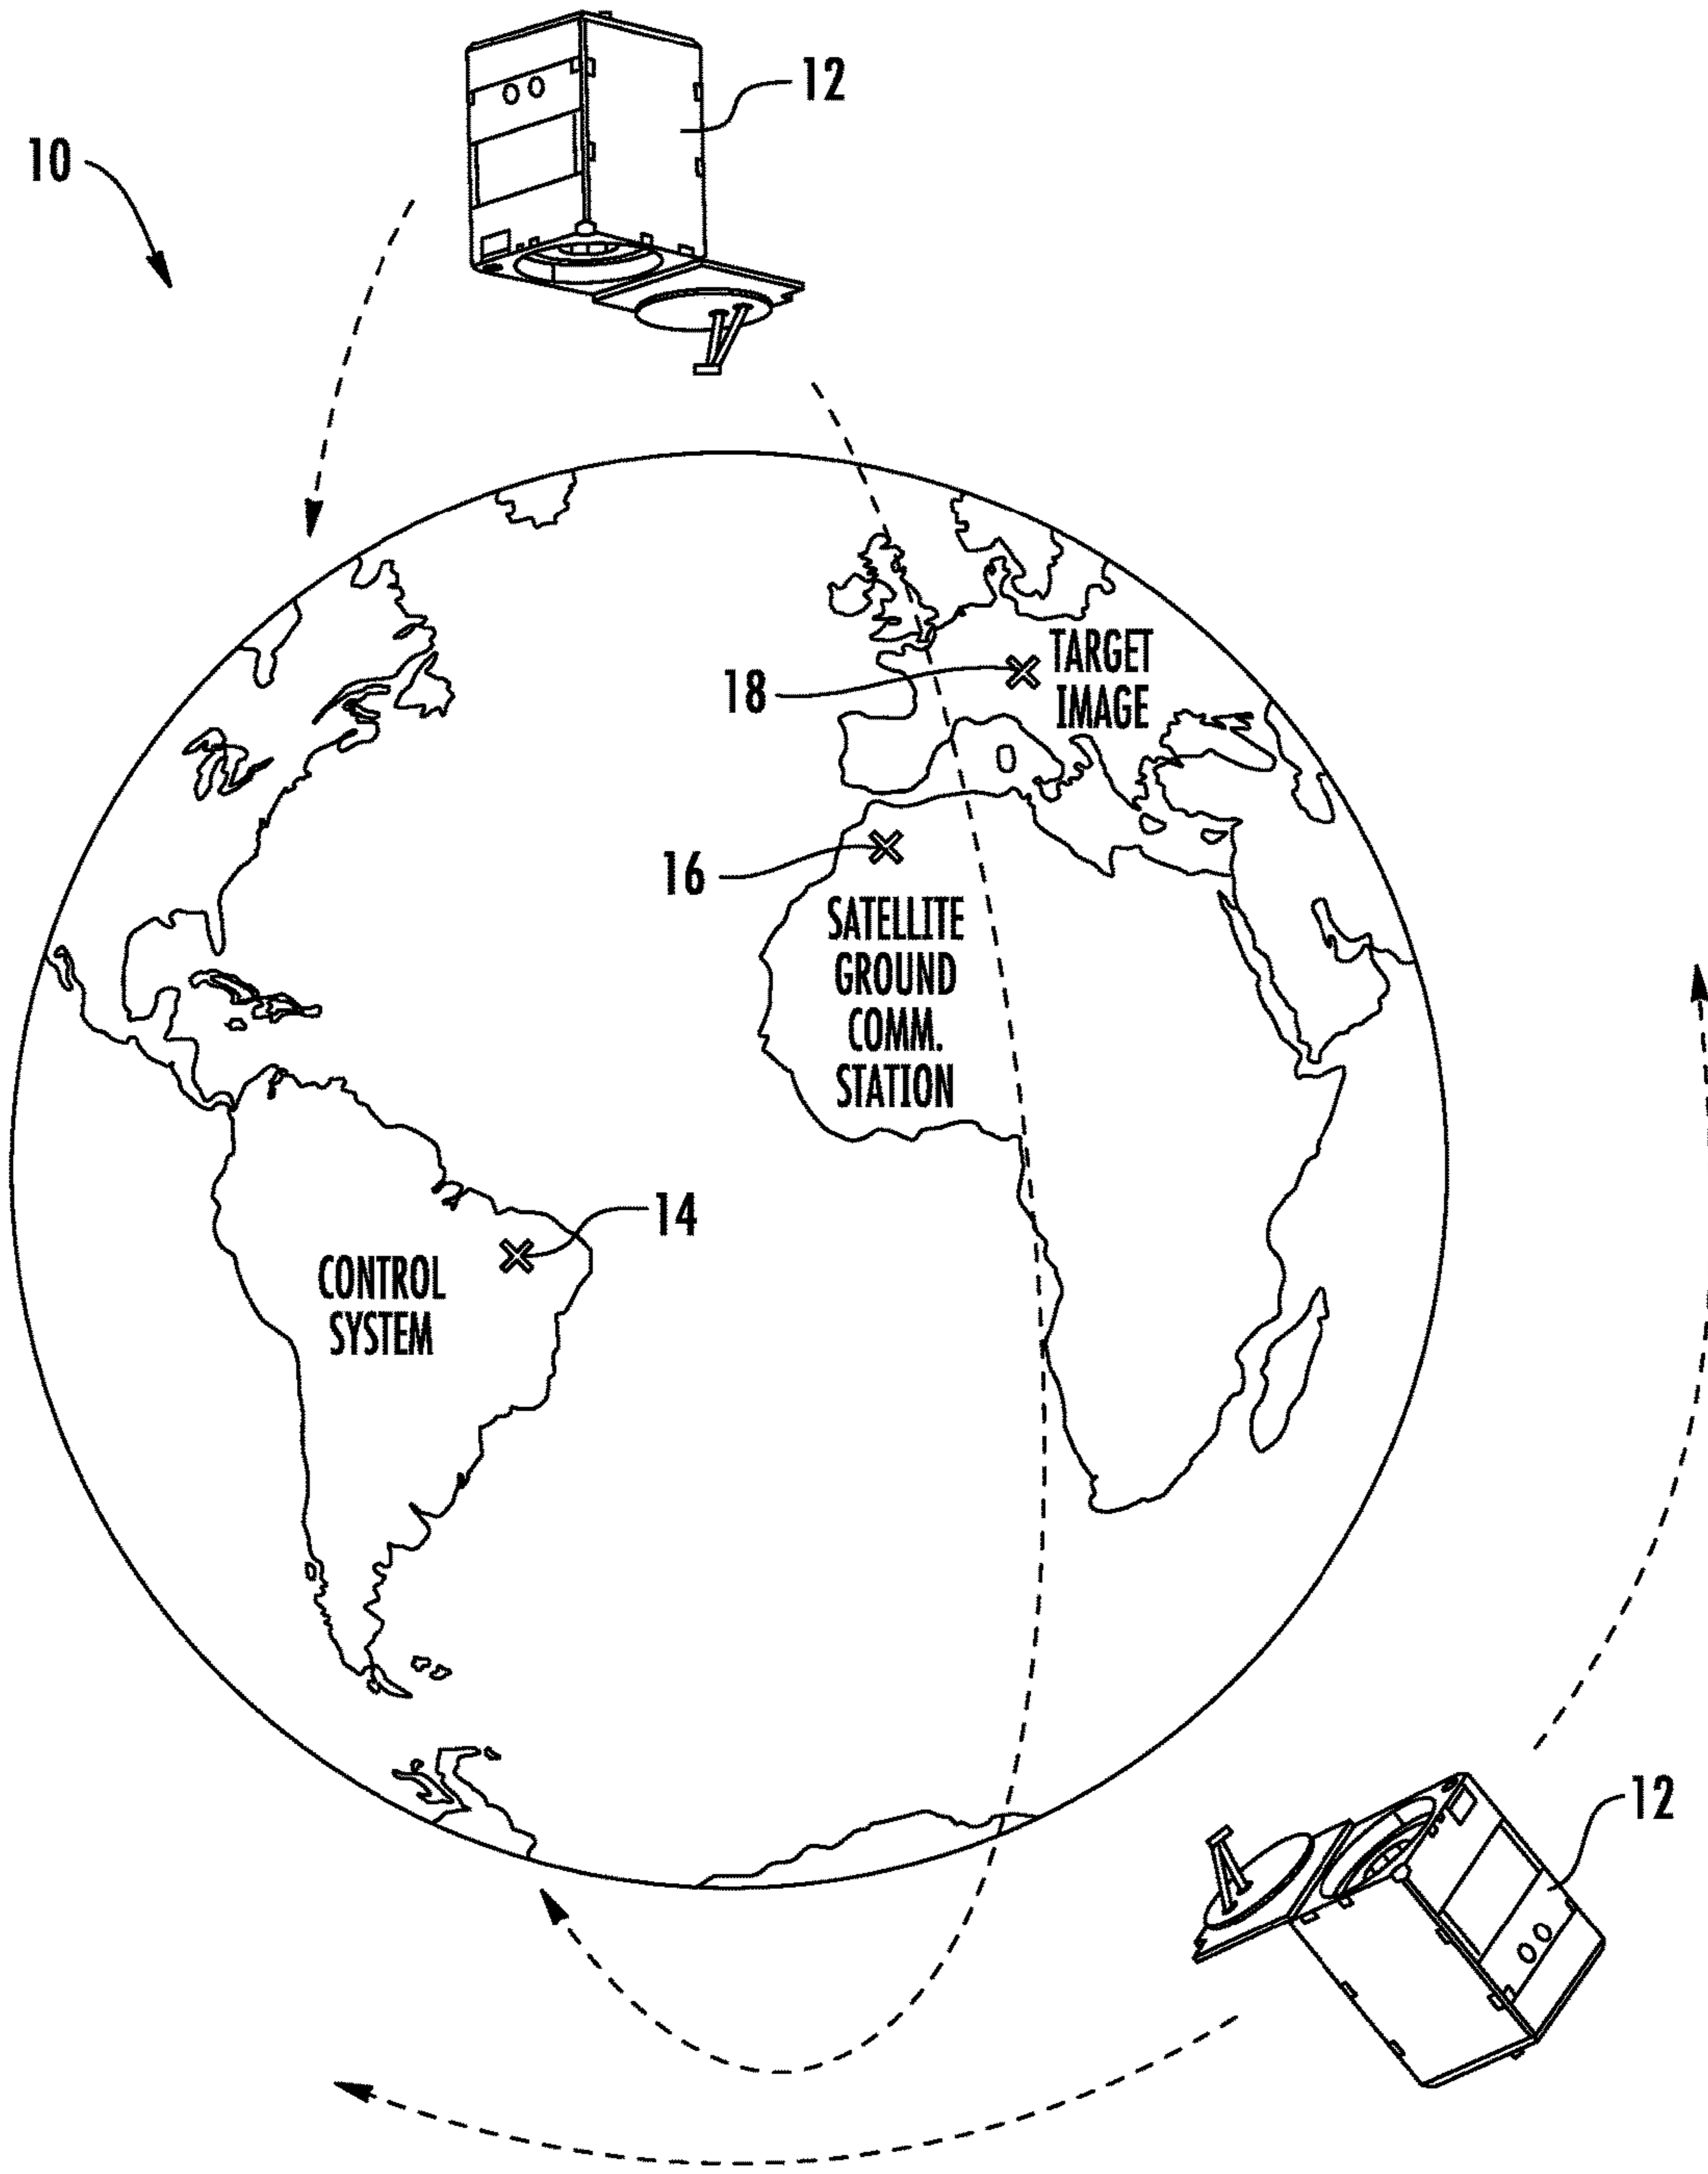 12
10
TARGET
IMAGE
18
16
SATELLITE
GROUND
COMM.
STATION
14
CONTROL
SYSTEM
12